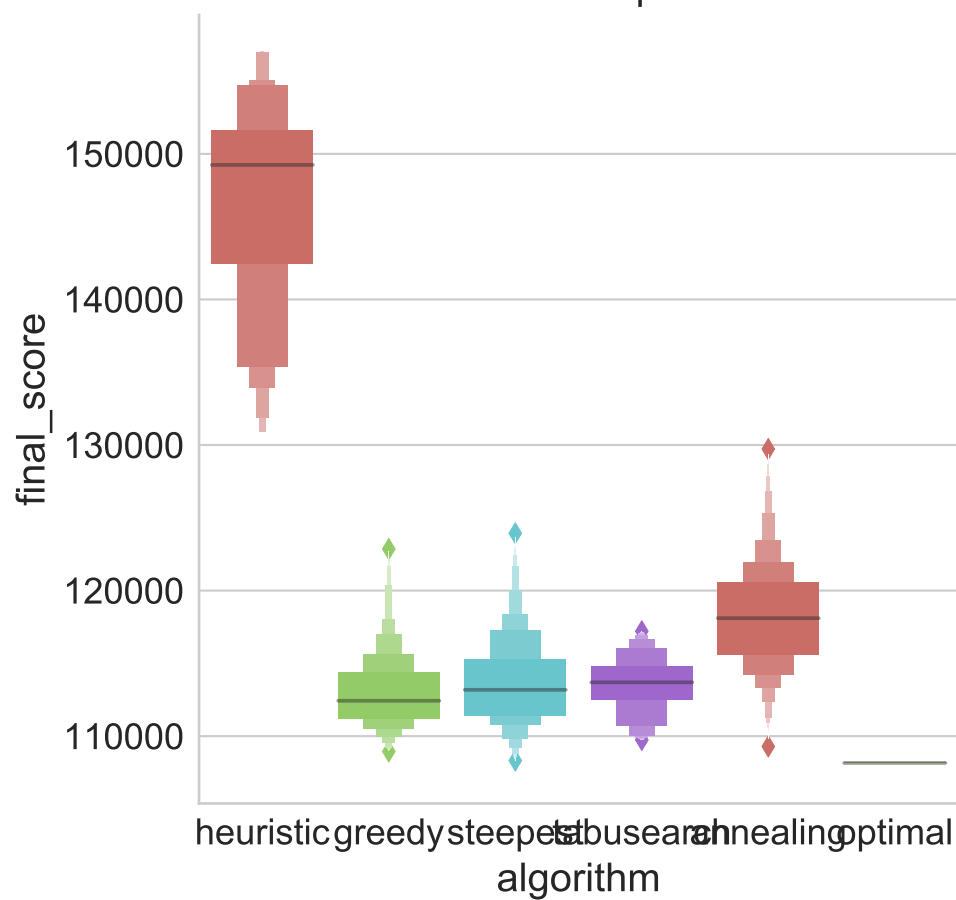 150000
140000
130000
120000
110000
final_score
heuristic greedy steepest tabusearch annealing optimal
algorithm